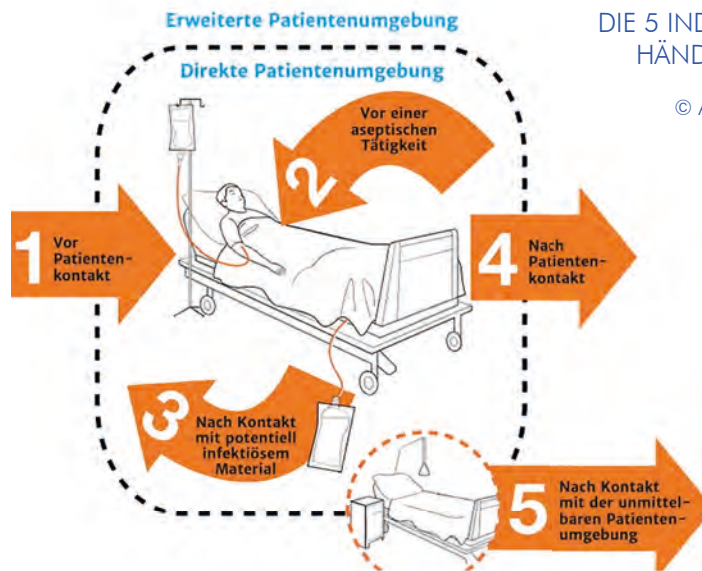 Erweiterte Patientenumgebung
DIE 5 IND
HÄND
©
Direkte Patientenumgebung
Vor einer
aseptischen
Tätigkeit
2
1
Vor
Patienten-
kontakt
4
Nach
Patienten-
kontakt
3
Nach Kontakt
mit potentiell
infektiösem
Material
5
Nach Kontakt
mit der unmittel-
baren Patienten-
umgebung